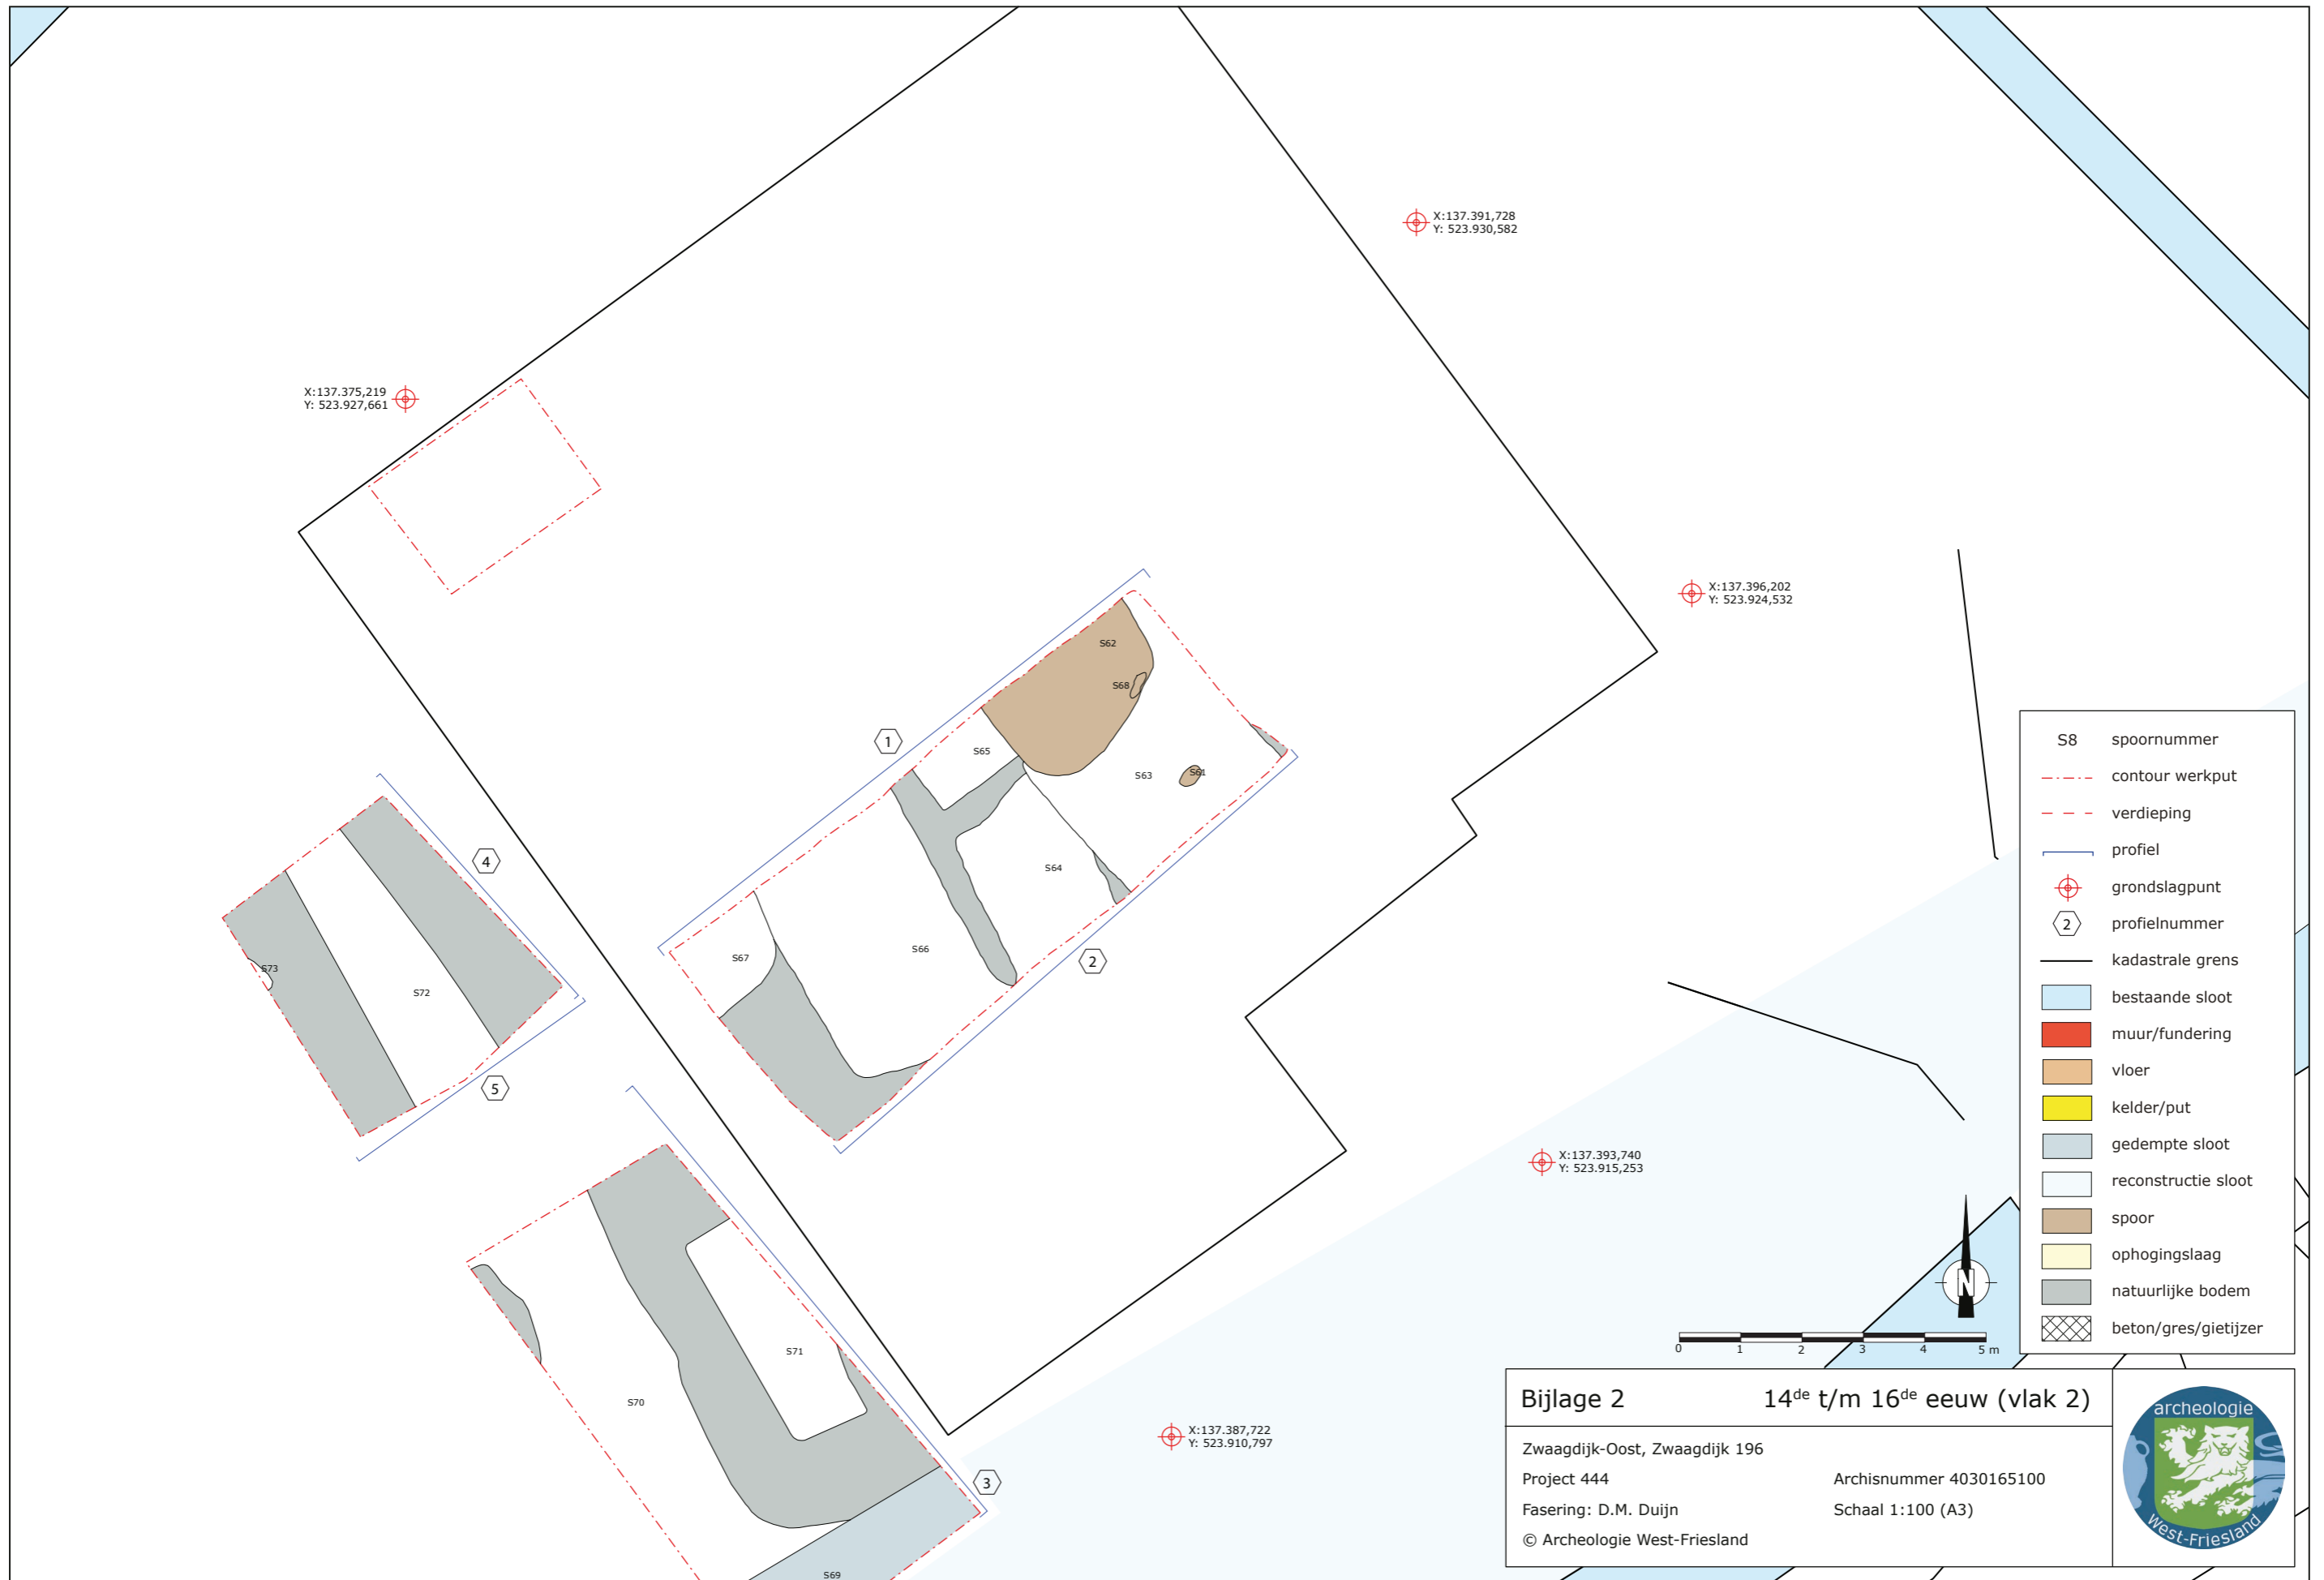 X:137.391,728
Y: 523.930,582
X:137.375,219
Y: 523.927,661
X:137.396,202
Y: 523.924,532
S62
S68
1
S65
S63
S61
4
S64
S66
2
S67
S73
S72
5
X:137.393,740
Y: 523.915,253
S71
S70
X:137.387,722
Y: 523.910,797
3
S69
S8 spoornummer
contour werkput
verdieping
profiel
grondslagpunt
2 profielnummer
kadastrale grens
bestaande sloot
muur/fundering
vloer
kelder/put
gedempte sloot
reconstructie sloot
spoor
ophogingslaag
natuurlijke bodem
beton/gres/gietijzer
N
0 1 2 3 4 5 m
Bijlage 2 14de t/m 16de eeuw (vlak 2)
Zwaagdijk-Oost, Zwaagdijk 196
Project 444 Archisnummer 4030165100
Fasering: D.M. Duijn Schaal 1:100 (A3)
© Archeologie West-Friesland
archeologie
West-Friesland